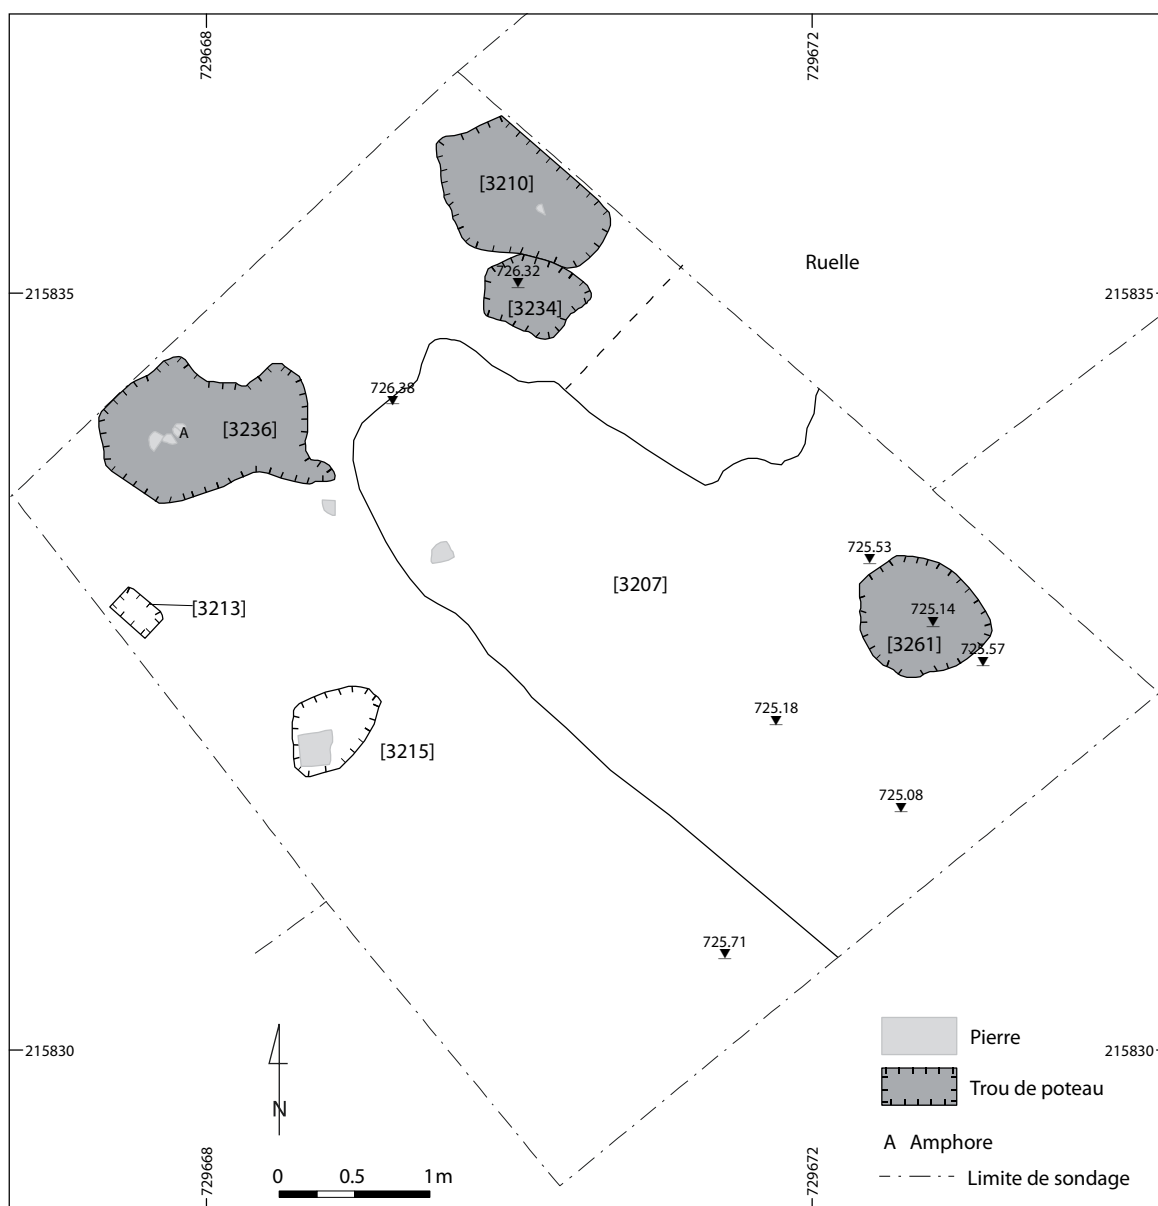 729668
729672
[3210]
Ruelle
726.32
215835
215835
[3234]
726.38
A
[3236]
725.53
[3207]
[3213]
725.14
[3261]
725.57
725.18
[3215]
725.08
725.71
Pierre
215830
215830
Trou de poteau
N
A Amphore
729668
729672
0 0.5 1 m
Limite de sondage